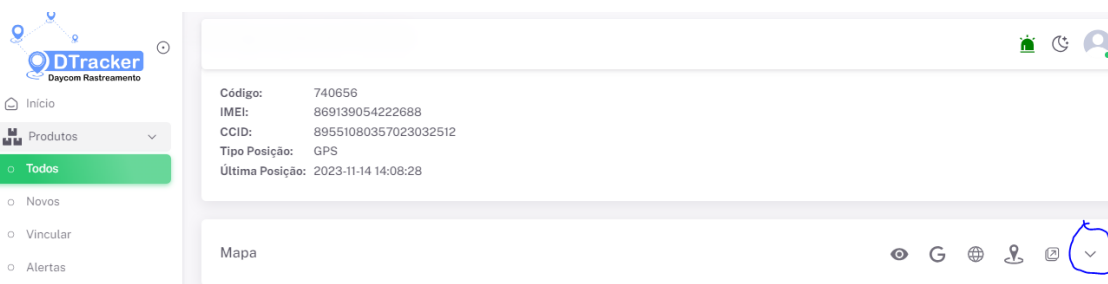 DTracker
Daycom Rastreamento
Início
Produtos
Todos
Novos
Vincular
Alertas
Código: 740656
IMEI: 869139054222688
CCID: 89551080357023032512
Tipo Posição: GPS
Última Posição: 2023-11-14 14:08:28
Mapa
G